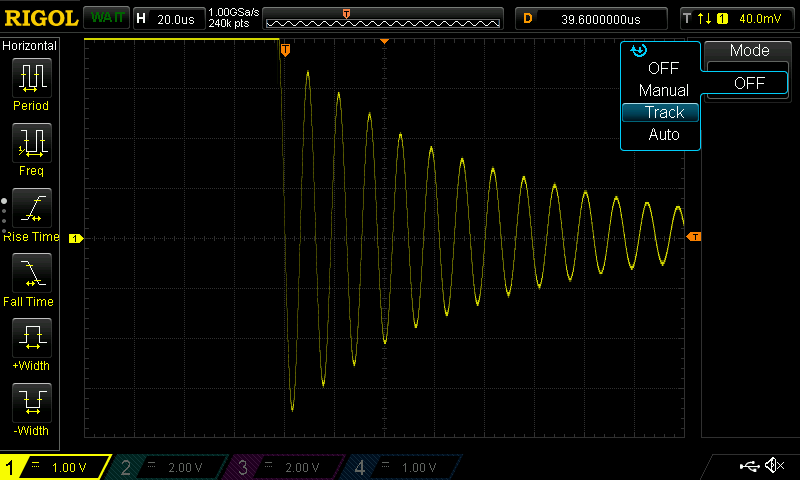 RIGOL WAIT H 20.0us 1.00GSa/s 240k pts T D 39.6000000us T 1 40.0mV
Horizontal
Period
Freq
Rise Time
Fall Time
+Width
-Width
T
1
T
OFF
Manual
Track
Auto
Mode
OFF
1 1.00 V 2 2.00 V 3 2.00 V 4 1.00 V